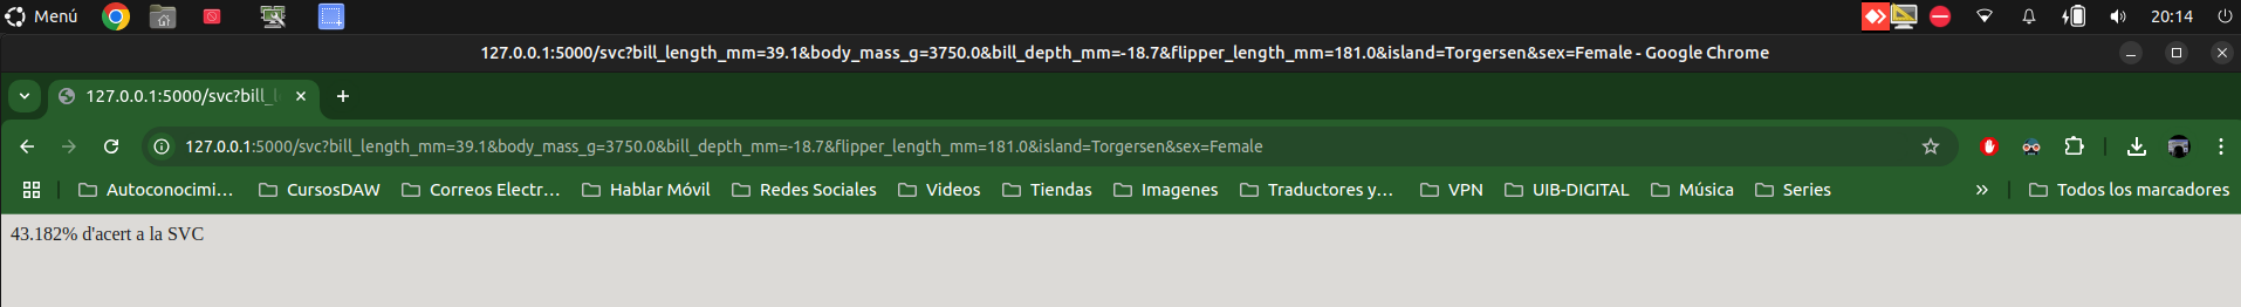 Menú 20:14
127.0.0.1:5000/svc?bill_length_mm=39.1&body_mass_g=3750.0&bill_depth_mm=-18.7&flipper_length_mm=181.0&island=Torgersen&sex=Female - Google Chrome
127.0.0.1:5000/svc?bill_l
127.0.0.1:5000/svc?bill_length_mm=39.1&body_mass_g=3750.0&bill_depth_mm=-18.7&flipper_length_mm=181.0&island=Torgersen&sex=Female
Autoconocimi... CursosDAW Correos Electr... Hablar Móvil Redes Sociales Videos Tiendas Imagenes Traductores y... VPN UIB-DIGITAL Música Series » Todos los marcadores
43.182% d'acert a la SVC